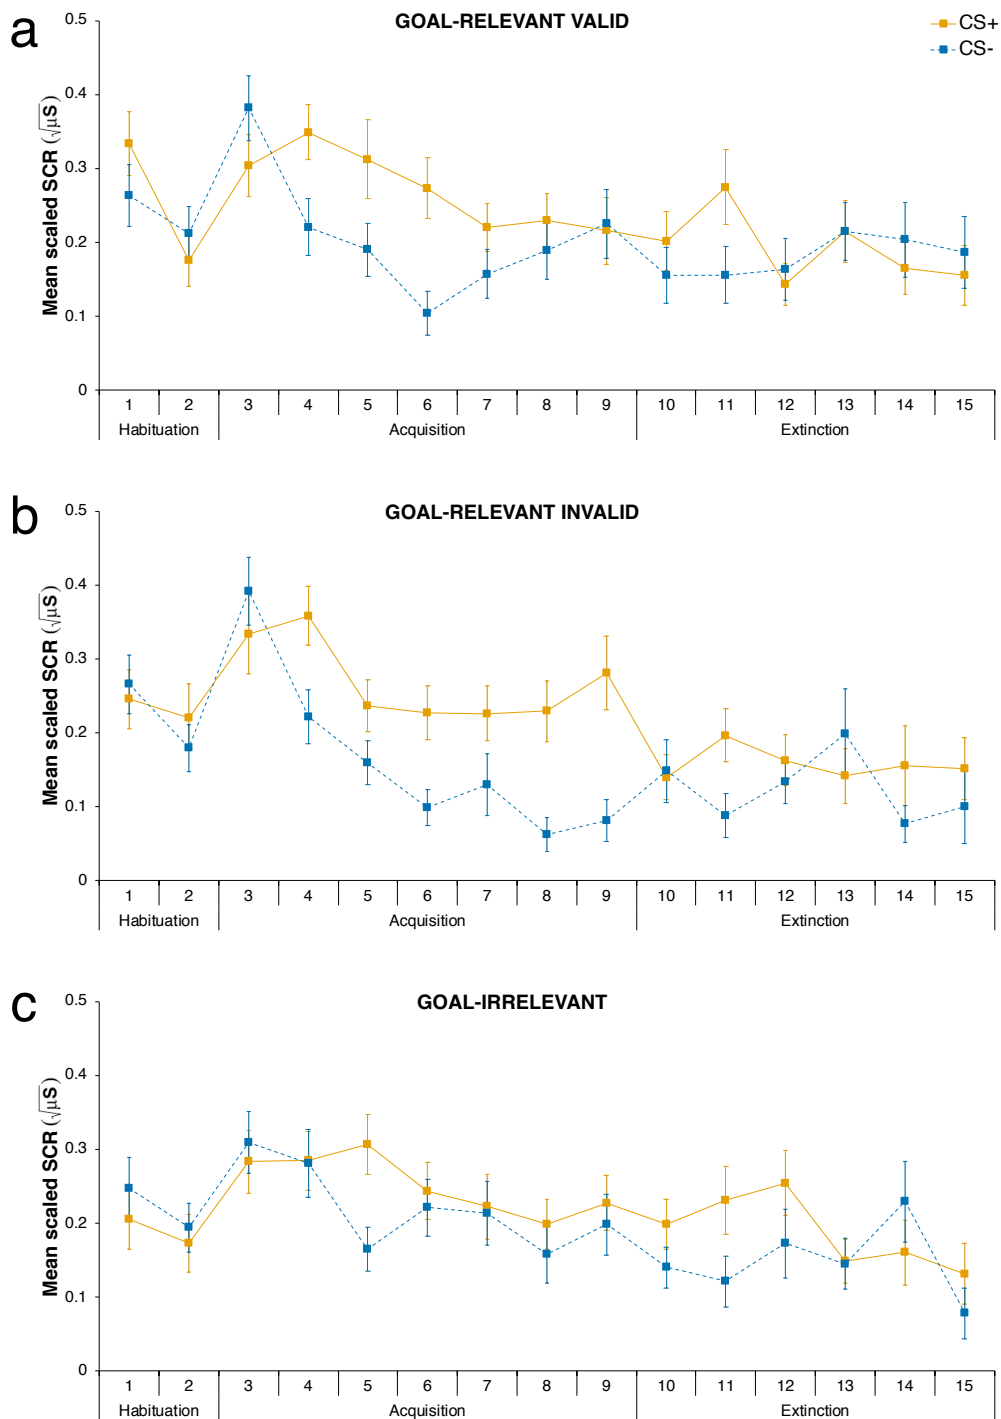 a
GOAL-RELEVANT VALID
CS+
CS-
Mean scaled SCR (√μS)
0.5
0.4
0.3
0.2
0.1
0
1 2 3 4 5 6 7 8 9 10 11 12 13 14 15
Habituation Acquisition Extinction
b
GOAL-RELEVANT INVALID
Mean scaled SCR (√μS)
0.5
0.4
0.3
0.2
0.1
0
1 2 3 4 5 6 7 8 9 10 11 12 13 14 15
Habituation Acquisition Extinction
c
GOAL-IRRELEVANT
Mean scaled SCR (√μS)
0.5
0.4
0.3
0.2
0.1
0
1 2 3 4 5 6 7 8 9 10 11 12 13 14 15
Habituation Acquisition Extinction